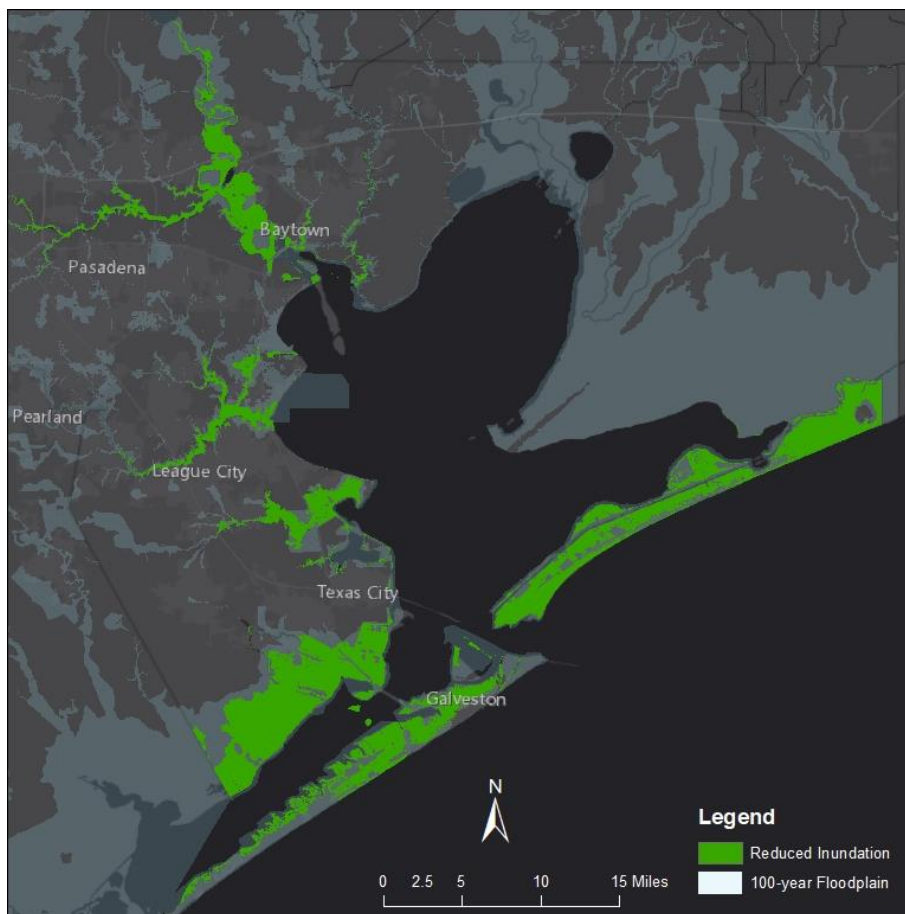 Baytown
Pasadena
Pearland
League City
Texas City
Galveston
N
Legend
Reduced Inundation
100-year Floodplain
0 2.5 5 10 15 Miles